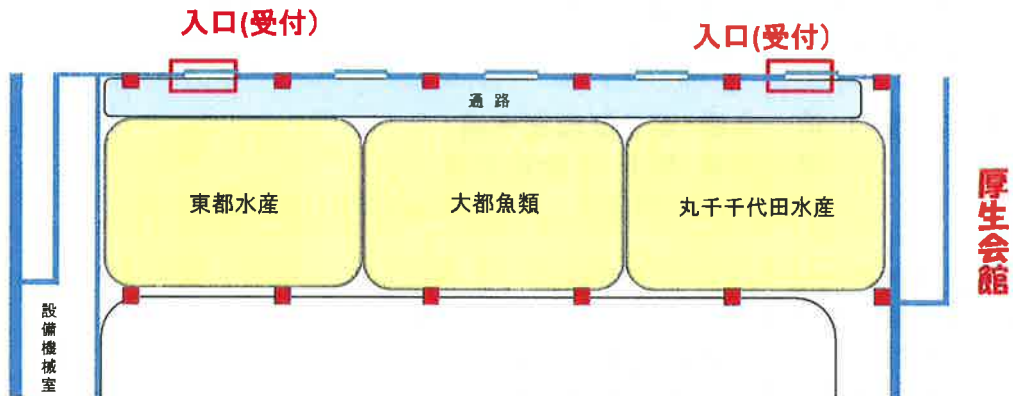 入口(受付)
入口(受付)
通路
東都水産
大都魚類
丸千千代田水産
厚生会館
設備機械室